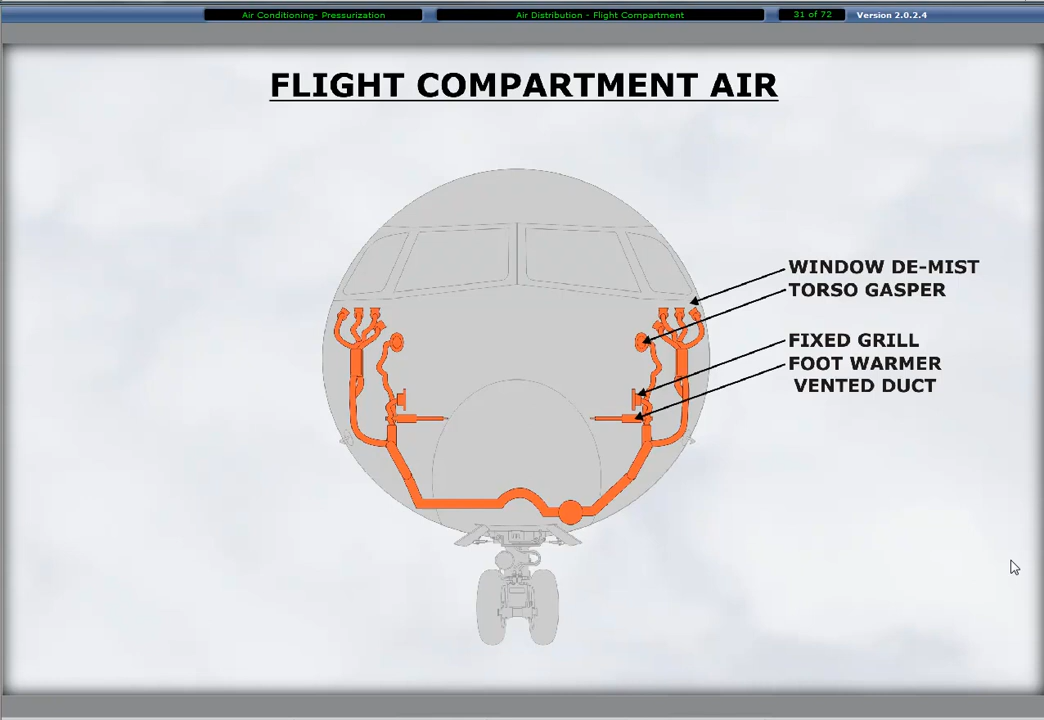 Air Conditioning- Pressurization
Air Distribution - Flight Compartment
31 of 72
Version 2.0.2.4
FLIGHT COMPARTMENT AIR
WINDOW DE-MIST
TORSO GASPER
FIXED GRILL
FOOT WARMER
VENTED DUCT